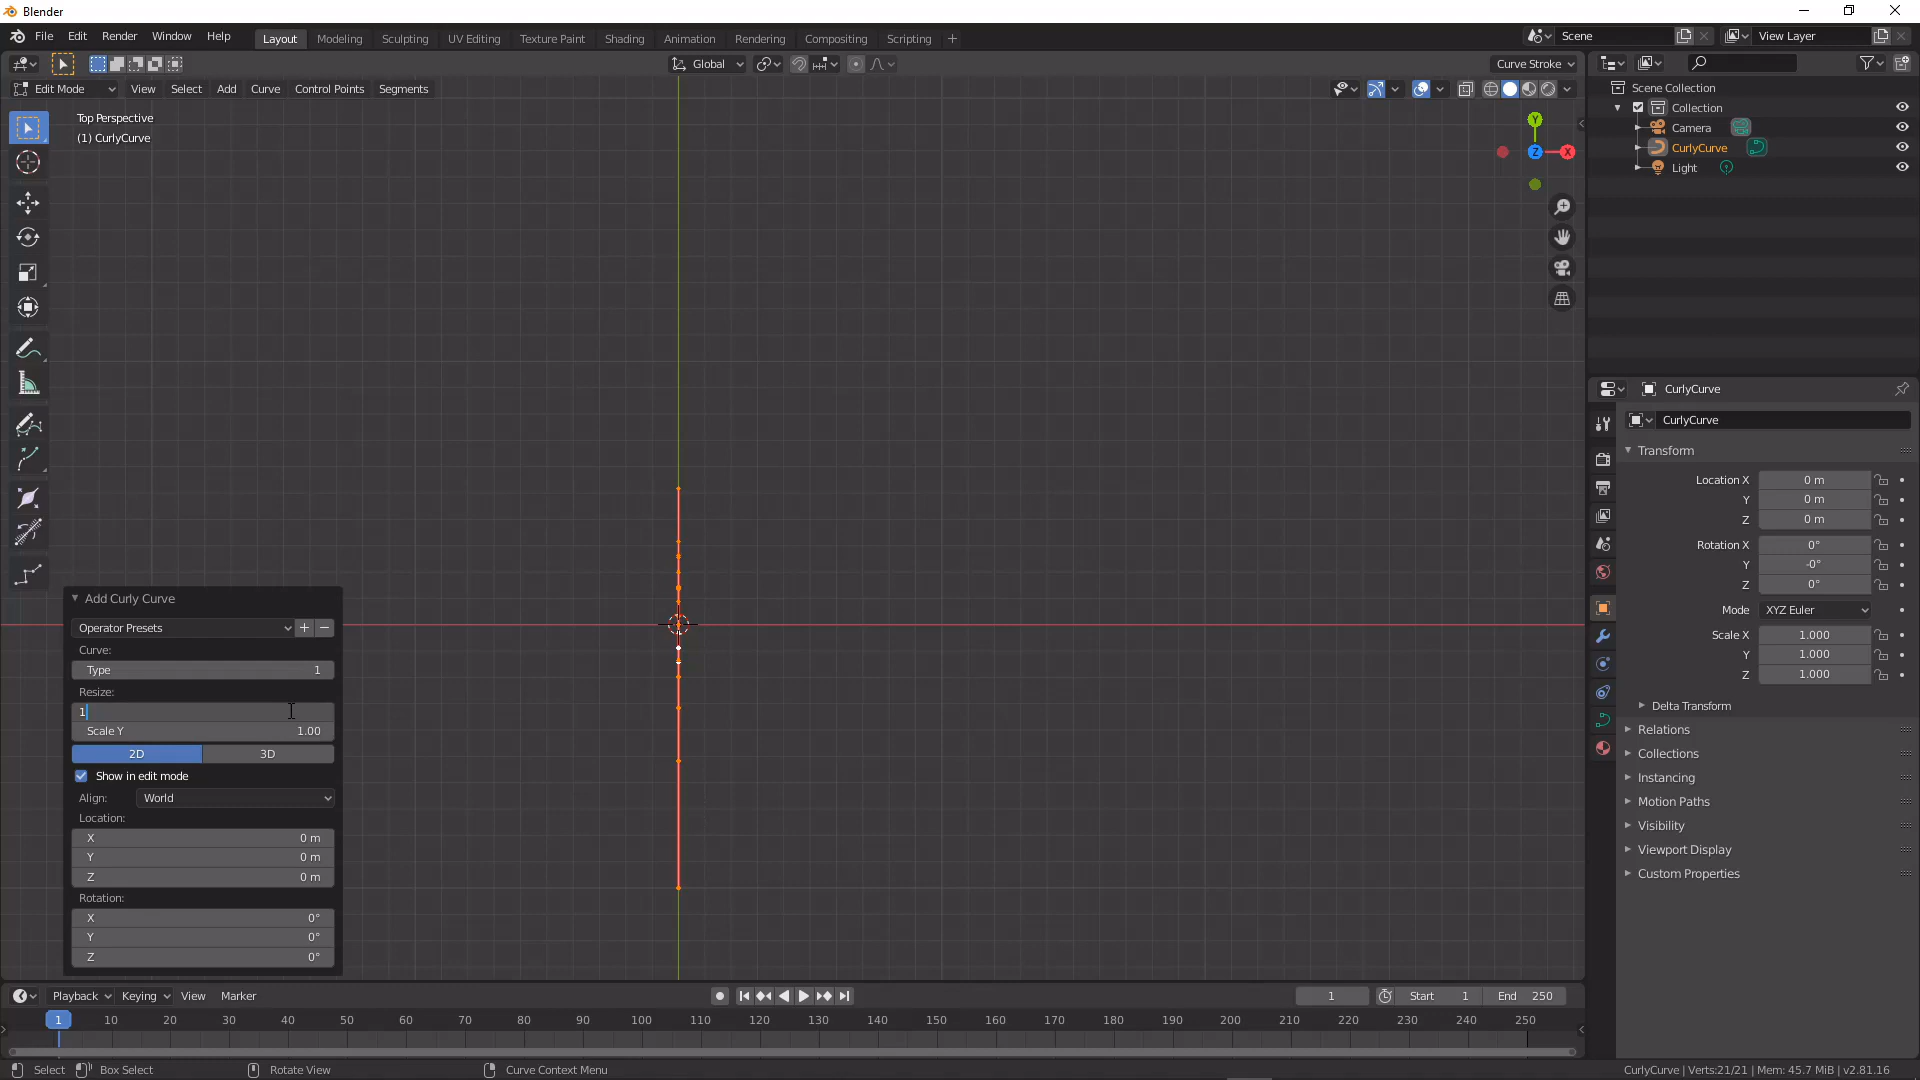 Blender
File Edit Render Window Help Layout Modeling Sculpting UV Editing Texture Paint Shading Animation Rendering Compositing Scripting + Scene View Layer
Global Curve Stroke
Edit Mode View Select Add Curve Control Points Segments
Top Perspective
(1) CurlyCurve
Y
Z X
Scene Collection
Collection
Camera
CurlyCurve
Light
CurlyCurve
CurlyCurve
Transform
Location X 0 m
Y 0 m
Z 0 m
Rotation X 0°
Y -0°
Z 0°
Mode XYZ Euler
Scale X 1.000
Y 1.000
Z 1.000
Delta Transform
Relations
Collections
Instancing
Motion Paths
Visibility
Viewport Display
Custom Properties
Add Curly Curve
Operator Presets + −
Curve:
Type 1
Resize:
1
Scale Y 1.00
2D 3D
Show in edit mode
Align: World
Location:
X 0 m
Y 0 m
Z 0 m
Rotation:
X 0°
Y 0°
Z 0°
Playback Keying View Marker 1 Start 1 End 250
1 10 20 30 40 50 60 70 80 90 100 110 120 130 140 150 160 170 180 190 200 210 220 230 240 250
Select Box Select Rotate View Curve Context Menu CurlyCurve | Verts:21/21 | Mem: 45.7 MiB | v2.81.16